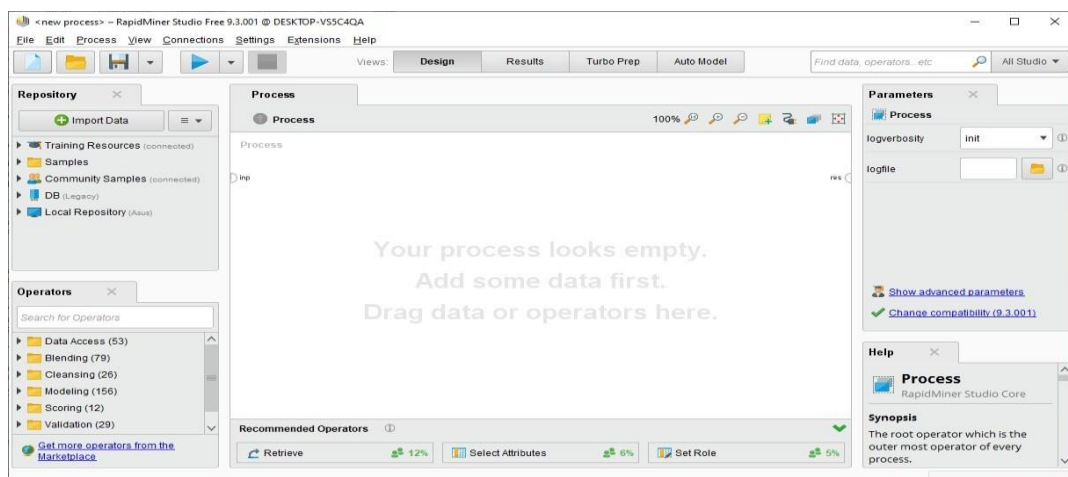 <new process> – RapidMiner Studio Free 9.3.001 @ DESKTOP-VS5C4QA
File Edit Process View Connections Settings Extensions Help
Views: Design Results Turbo Prep Auto Model Find data, operators...etc All Studio
Repository
Import Data
Training Resources (connected)
Samples
Community Samples (connected)
DB (Legacy)
Local Repository (Asus)
Operators
Search for Operators
Data Access (53)
Blending (79)
Cleansing (26)
Modeling (156)
Scoring (12)
Validation (29)
Get more operators from the
Marketplace
Process
Process 100%
Process
inp res
Your process looks empty.
Add some data first.
Drag data or operators here.
Recommended Operators
Retrieve 12% Select Attributes 6% Set Role 5%
Parameters
Process
logverbosity init
logfile
Show advanced parameters
Change compatibility (9.3.001)
Help
Process
RapidMiner Studio Core
Synopsis
The root operator which is the
outer most operator of every
process.